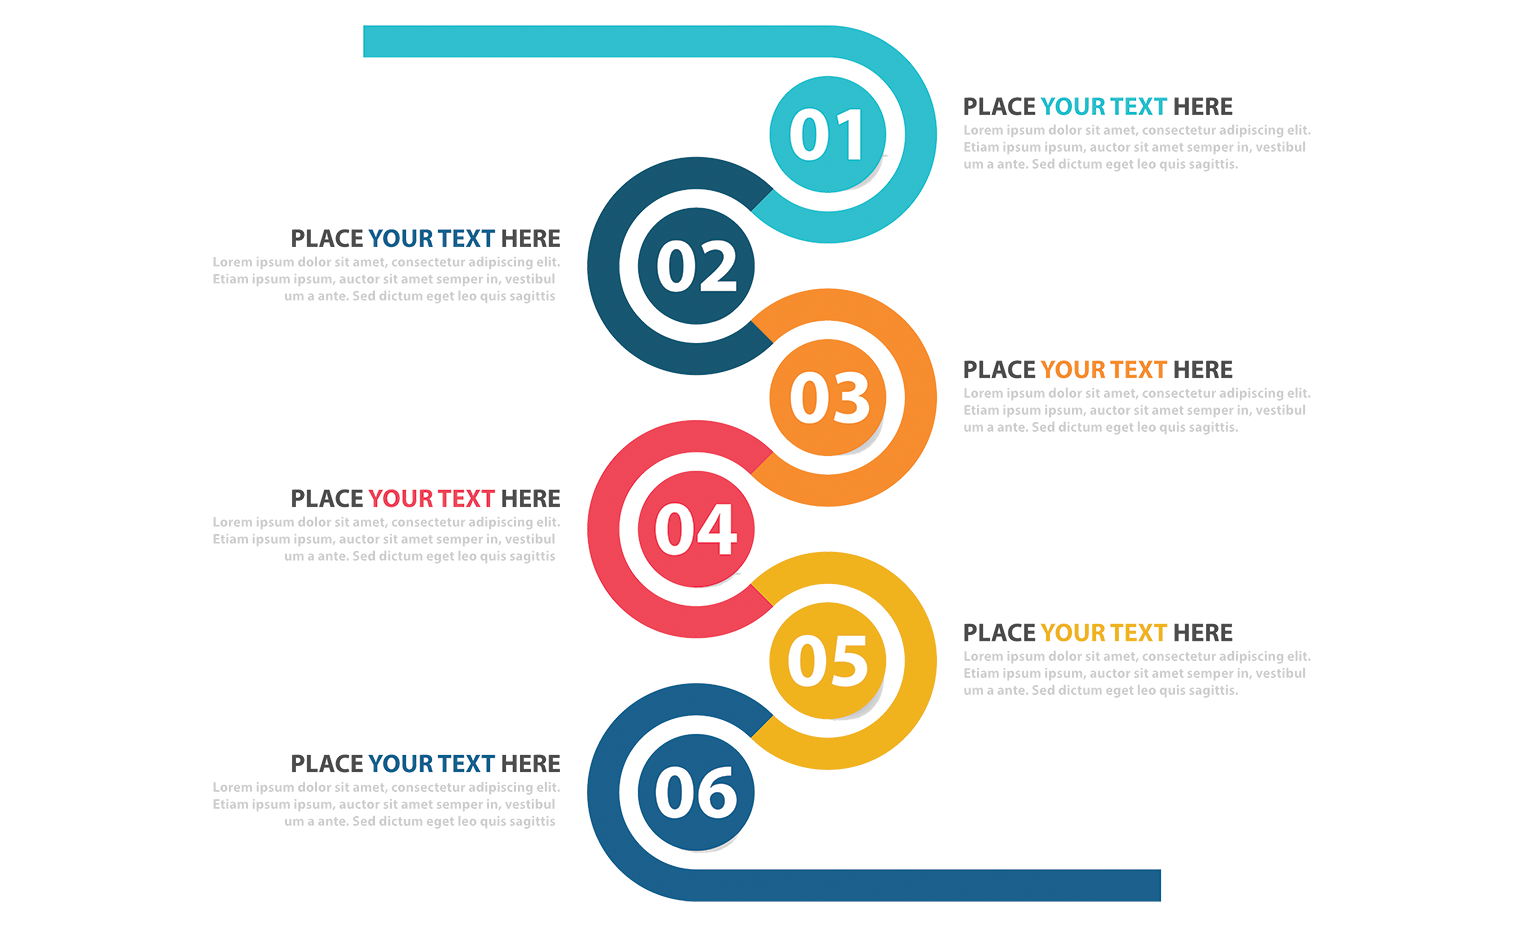 01
PLACE YOUR TEXT HERE
Lorem ipsum dolor sit amet, consectetur adipiscing elit.
Etiam ipsum ipsum, auctor sit amet semper in, vestibul
um a ante. Sed dictum eget leo quis sagittis.
02
PLACE YOUR TEXT HERE
Lorem ipsum dolor sit amet, consectetur adipiscing elit.
Etiam ipsum ipsum, auctor sit amet semper in, vestibul
um a ante. Sed dictum eget leo quis sagittis
03
PLACE YOUR TEXT HERE
Lorem ipsum dolor sit amet, consectetur adipiscing elit.
Etiam ipsum ipsum, auctor sit amet semper in, vestibul
um a ante. Sed dictum eget leo quis sagittis.
04
PLACE YOUR TEXT HERE
Lorem ipsum dolor sit amet, consectetur adipiscing elit.
Etiam ipsum ipsum, auctor sit amet semper in, vestibul
um a ante. Sed dictum eget leo quis sagittis
05
PLACE YOUR TEXT HERE
Lorem ipsum dolor sit amet, consectetur adipiscing elit.
Etiam ipsum ipsum, auctor sit amet semper in, vestibul
um a ante. Sed dictum eget leo quis sagittis.
06
PLACE YOUR TEXT HERE
Lorem ipsum dolor sit amet, consectetur adipiscing elit.
Etiam ipsum ipsum, auctor sit amet semper in, vestibul
um a ante. Sed dictum eget leo quis sagittis